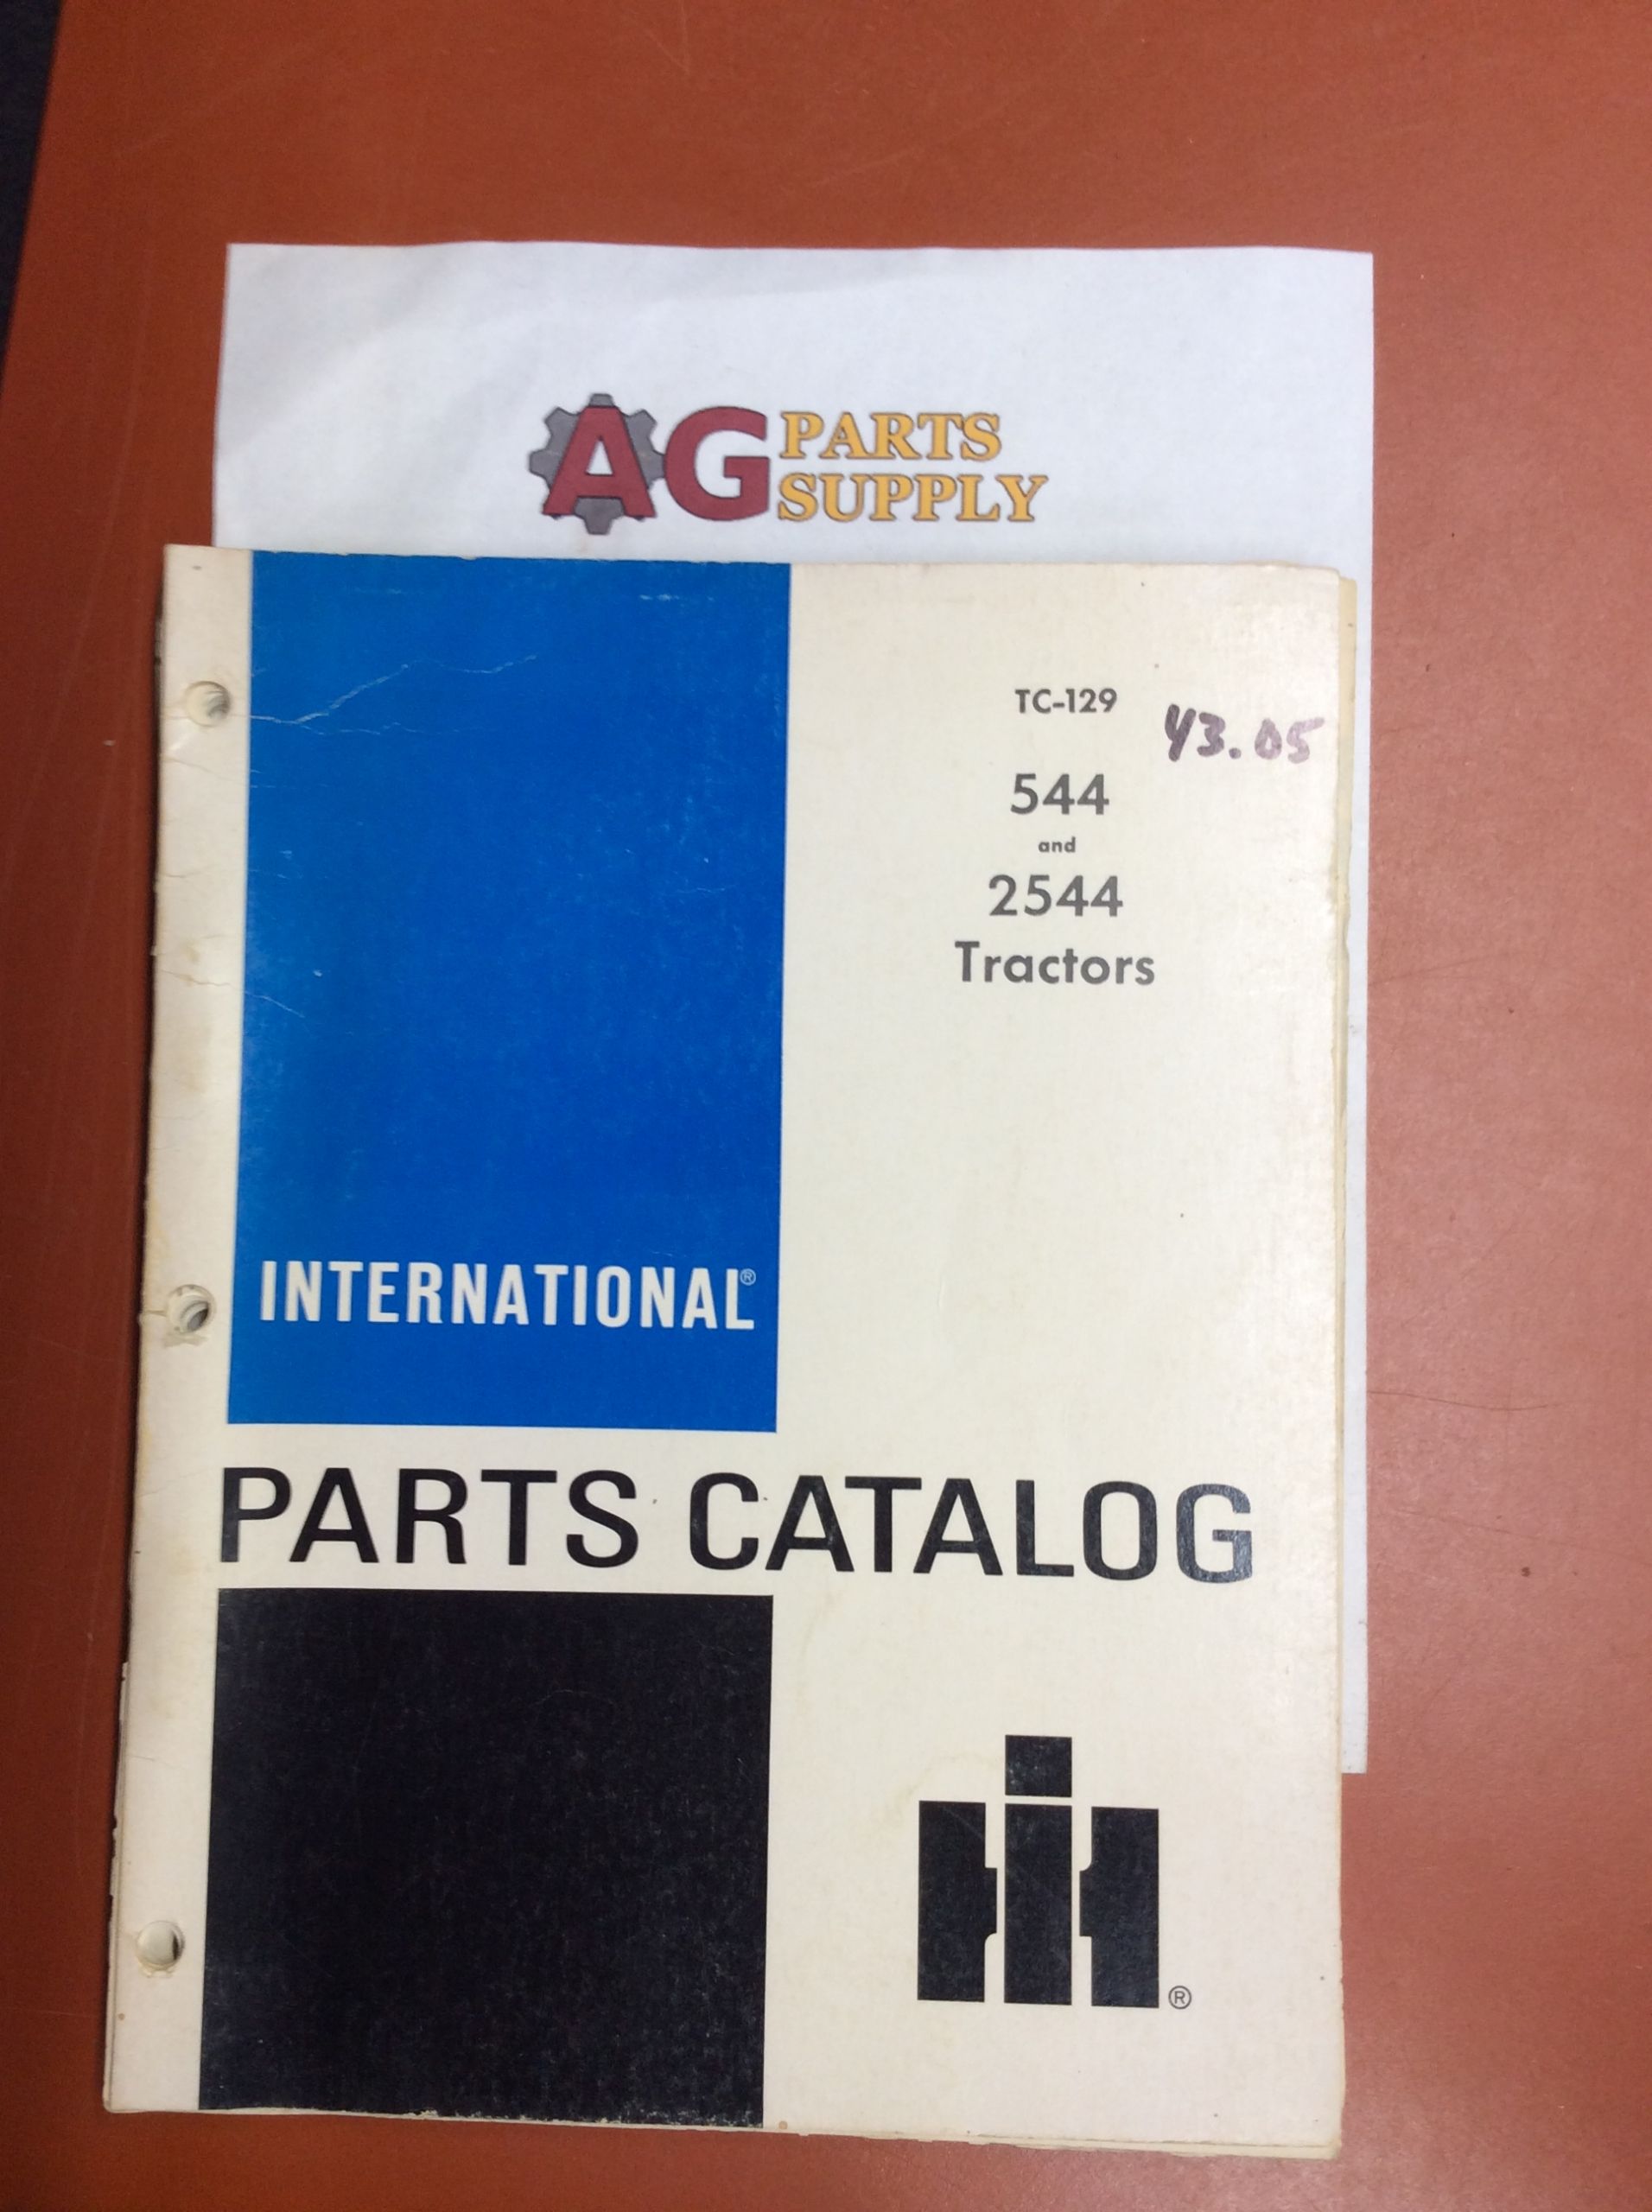 AG PARTS
SUPPLY
TC-129
43.05
544
and
2544
Tractors
INTERNATIONAL®
PARTS CATALOG
IH®